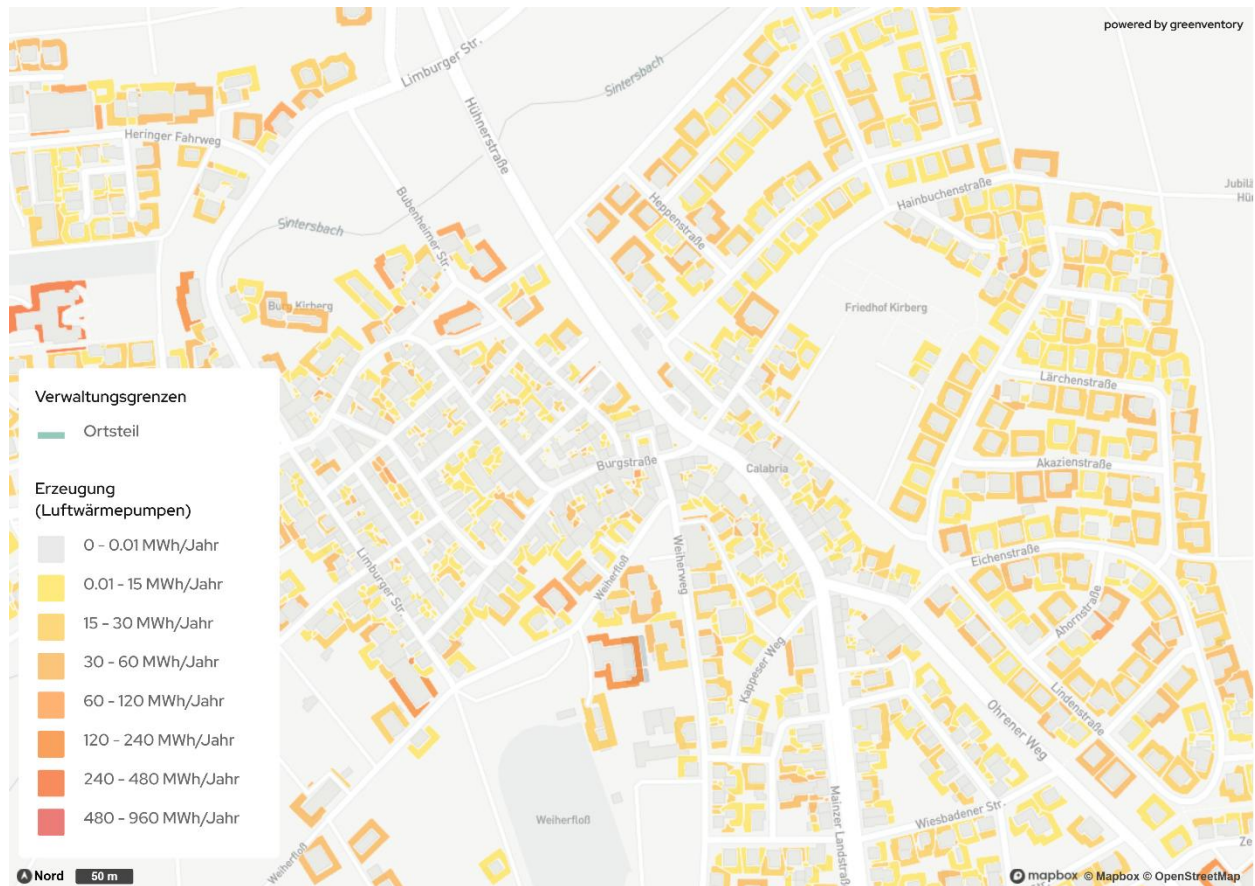 powered by greenventory
Limburger Str.
Sintersbach
Hühnerstraße
Heringer Fahrweg
Bubenheimer Str.
Hainbuchenstraße
Heppenstraße
Sintersbach
Burg Kirberg
Friedhof Kirberg
Lärchenstraße
Verwaltungsgrenzen
Ortsteil
Burgstraße
Calabria
Akazienstraße
Erzeugung
(Luftwärmepumpen)
0 - 0.01 MWh/Jahr
0.01 - 15 MWh/Jahr
15 - 30 MWh/Jahr
30 - 60 MWh/Jahr
60 - 120 MWh/Jahr
120 - 240 MWh/Jahr
240 - 480 MWh/Jahr
480 - 960 MWh/Jahr
Limburger Str.
Weiherfloß
Weiherweg
Eichenstraße
Ahornstraße
Kappeser Weg
Lindenstraße
Ohrener Weg
Mainzer Landstraß
Wiesbadener Str.
Weiherfloß
Weiherfloß
Nord
50 m
mapbox © Mapbox © OpenStreetMap